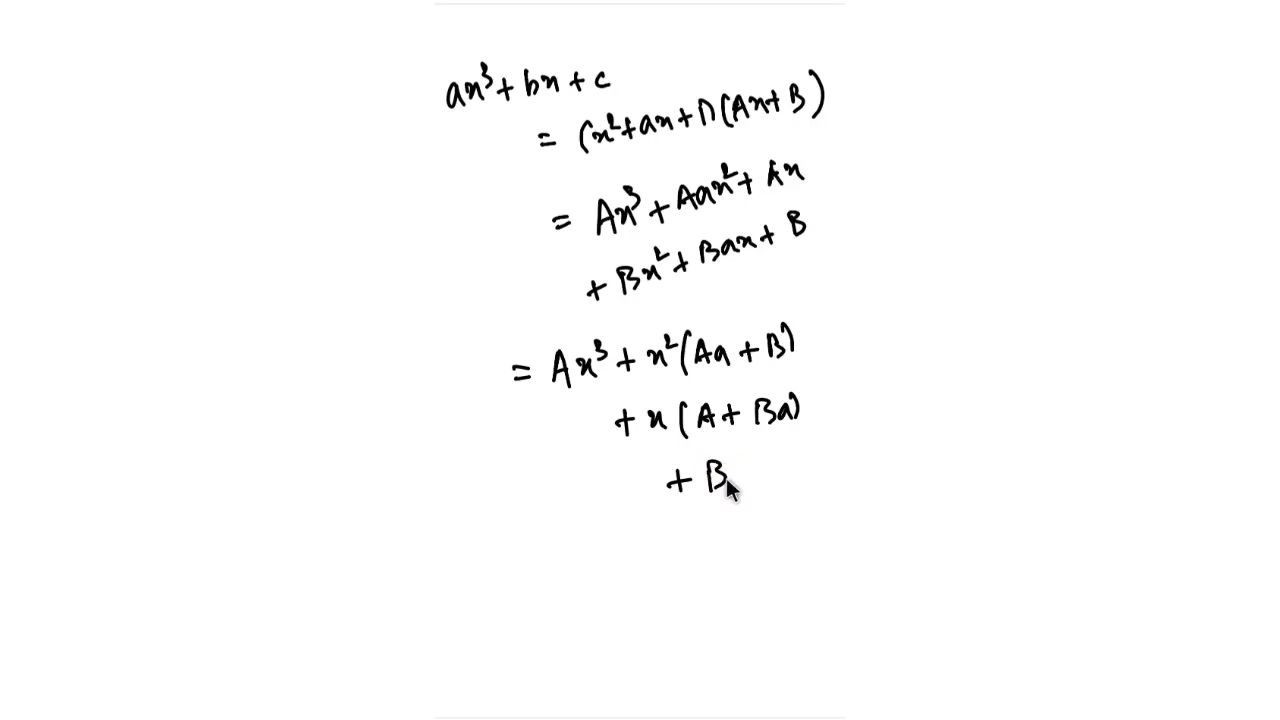 ax³ + bx + c
= (x² + ax + 1)(Ax + B)
= Ax³ + Aax² + Ax
+ Bx² + Bax + B
= Ax³ + x²(Aa + B)
+ x(A + Ba)
+ B